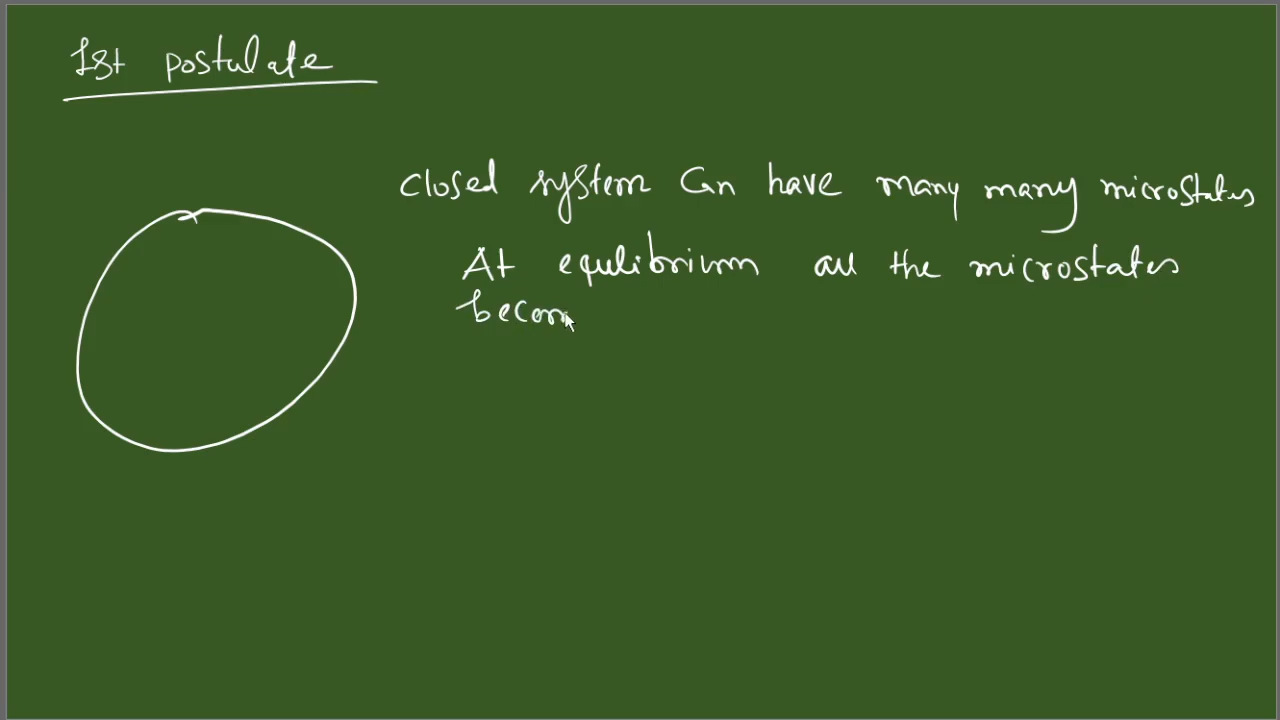 1st postulate
closed system can have many many microstates
At equlibrium all the microstates
becom